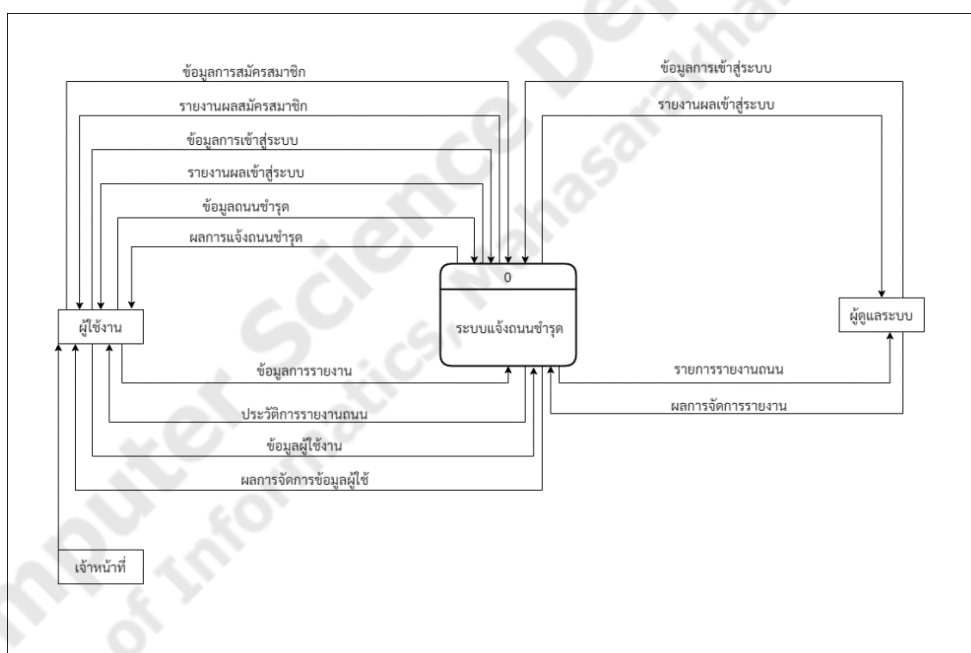 ข้อมูลการสมัครสมาชิก
รายงานผลสมัครสมาชิก
ข้อมูลการเข้าสู่ระบบ
รายงานผลเข้าสู่ระบบ
ข้อมูลถนนชำรุด
ผลการแจ้งถนนชำรุด
ข้อมูลการเข้าสู่ระบบ
รายงานผลเข้าสู่ระบบ
0
ระบบแจ้งถนนชำรุด
ผู้ใช้งาน
ผู้ดูแลระบบ
ข้อมูลการรายงาน
ประวัติการรายงานถนน
ข้อมูลผู้ใช้งาน
ผลการจัดการข้อมูลผู้ใช้
รายการรายงานถนน
ผลการจัดการรายงาน
เจ้าหน้าที่
mputer Science De
of Informatics, Mahasarakha